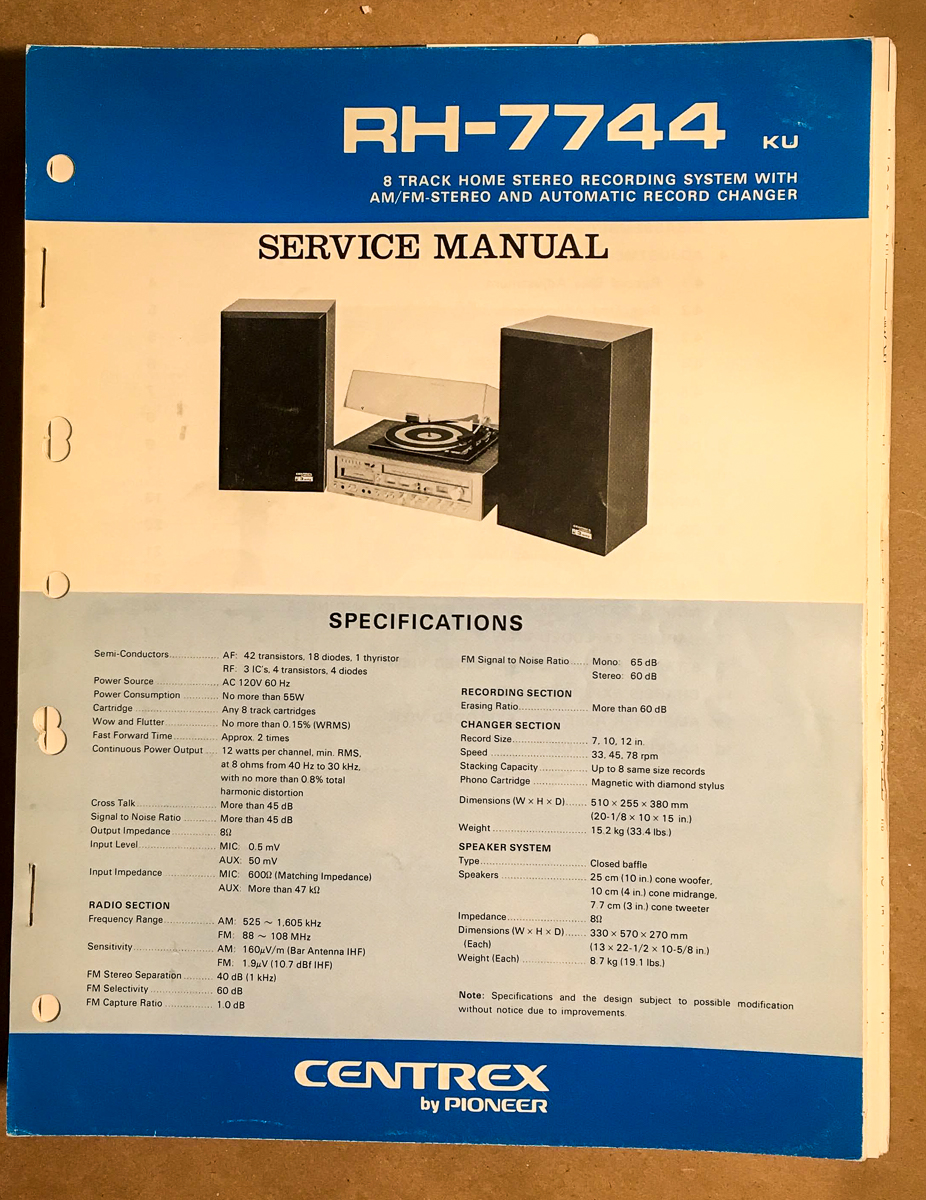 RH-7744 KU
8 TRACK HOME STEREO RECORDING SYSTEM WITH
AM/FM-STEREO AND AUTOMATIC RECORD CHANGER
SERVICE MANUAL
SPECIFICATIONS
Semi-Conductors.............. AF: 42 transistors, 18 diodes, 1 thyristor
RF: 3 IC's, 4 transistors, 4 diodes
Power Source .................. AC 120V 60 Hz
Power Consumption .......... No more than 55W
Cartridge ......................... Any 8 track cartridges
Wow and Flutter............... No more than 0.15% (WRMS)
Fast Forward Time............ Approx. 2 times
Continuous Power Output .... 12 watts per channel, min. RMS,
at 8 ohms from 40 Hz to 30 kHz,
with no more than 0.8% total
harmonic distortion
Cross Talk........................ More than 45 dB
Signal to Noise Ratio ......... More than 45 dB
Output Impedance ............ 8Ω
Input Level....................... MIC: 0.5 mV
AUX: 50 mV
Input Impedance ............... MIC: 600Ω (Matching Impedance)
AUX: More than 47 kΩ
RADIO SECTION
Frequency Range............... AM: 525 ~ 1,605 kHz
FM: 88 ~ 108 MHz
Sensitivity........................ AM: 160μV/m (Bar Antenna IHF)
FM: 1.9μV (10.7 dBf IHF)
FM Stereo Separation ......... 40 dB (1 kHz)
FM Selectivity .................. 60 dB
FM Capture Ratio .............. 1.0 dB
FM Signal to Noise Ratio...... Mono: 65 dB
Stereo: 60 dB
RECORDING SECTION
Erasing Ratio.................... More than 60 dB
CHANGER SECTION
Record Size...................... 7, 10, 12 in.
Speed ............................. 33, 45, 78 rpm
Stacking Capacity.............. Up to 8 same size records
Phono Cartridge ............... Magnetic with diamond stylus
Dimensions (W × H × D)...... 510 × 255 × 380 mm
(20-1/8 × 10 × 15 in.)
Weight ............................ 15.2 kg (33.4 lbs.)
SPEAKER SYSTEM
Type............................... Closed baffle
Speakers .......................... 25 cm (10 in.) cone woofer,
10 cm (4 in.) cone midrange,
7.7 cm (3 in.) cone tweeter
Impedance........................ 8Ω
Dimensions (W × H × D)...... 330 × 570 × 270 mm
(Each) (13 × 22-1/2 × 10-5/8 in.)
Weight (Each) ................... 8.7 kg (19.1 lbs.)
Note: Specifications and the design subject to possible modification
without notice due to improvements.
CENTREX
by PIONEER